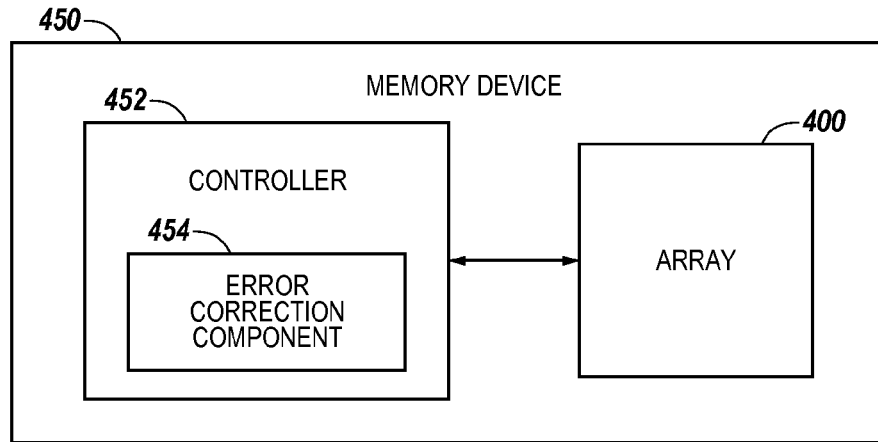 450
MEMORY DEVICE
452
400
CONTROLLER
454
ERROR
CORRECTION
COMPONENT
ARRAY